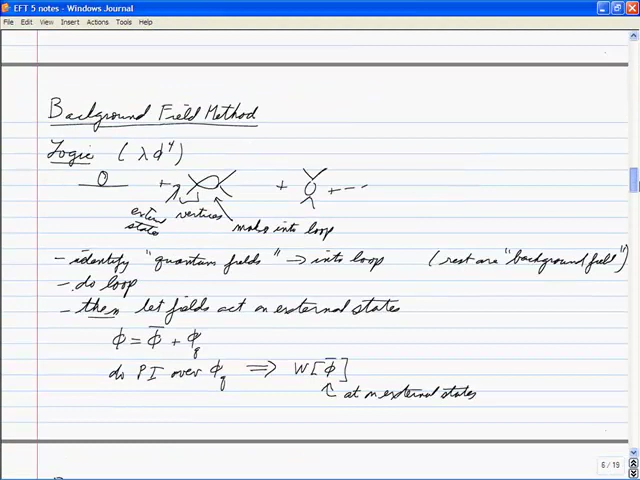 EFT 5 notes - Windows Journal
File Edit View Insert Actions Tools Help
Background Field Method
Logic (λϕ⁴)
+ + + ---
external states vertices make into loop
- identify "quantum fields" → into loop (rest are "background field")
- do loop
- then let fields act on external states
ϕ = ϕ̅ + ϕ_q
do PI over ϕ_q ⟹ W[ϕ̅]
↑ act on external states
6 / 19